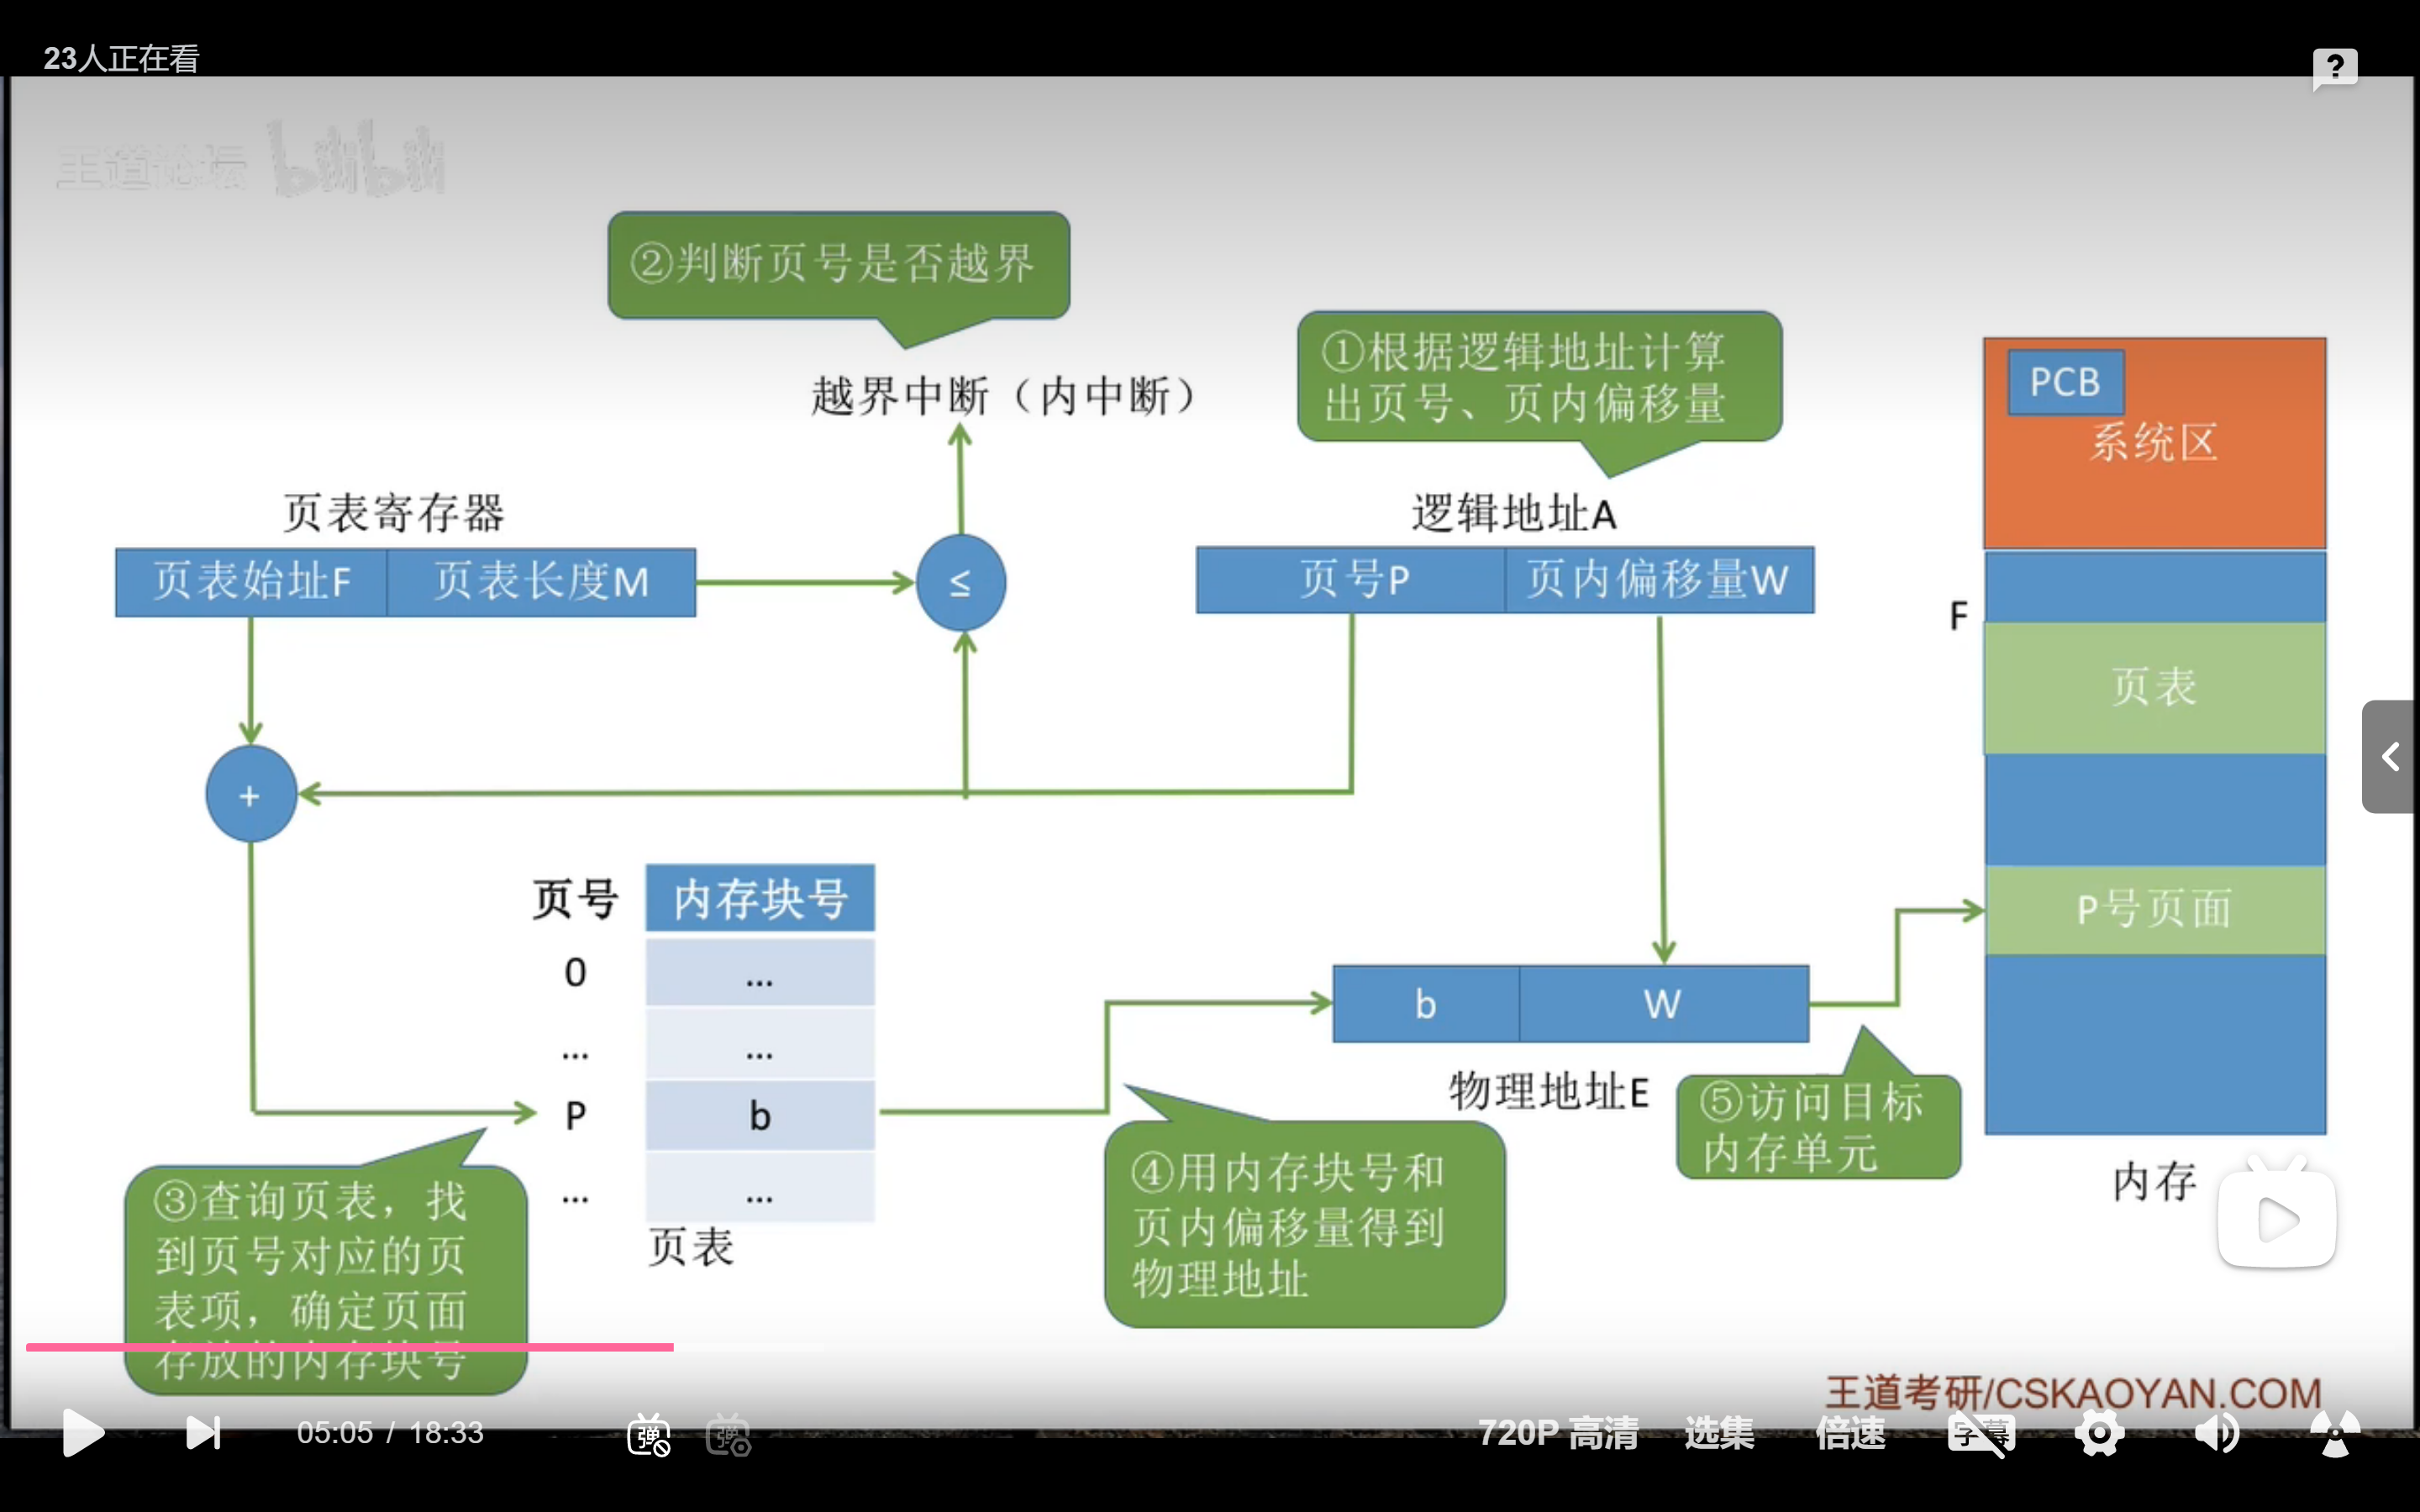 23人正在看
?
王道论坛 bilibili
②判断页号是否越界
①根据逻辑地址计算
出页号、页内偏移量
越界中断（内中断）
PCB
系统区
页表寄存器
逻辑地址A
页表始址F
页表长度M
≤
页号P
页内偏移量W
F
页表
+
页号
内存块号
P号页面
0
...
...
...
b
W
P
b
物理地址E
⑤访问目标
内存单元
④用内存块号和
页内偏移量得到
物理地址
内存
③查询页表，找
到页号对应的页
表项，确定页面
存放的内存块号
...
...
页表
王道考研/CSKAOYAN.COM
05:05 / 18:33
弹
弹
720P 高清
选集
倍速
字幕